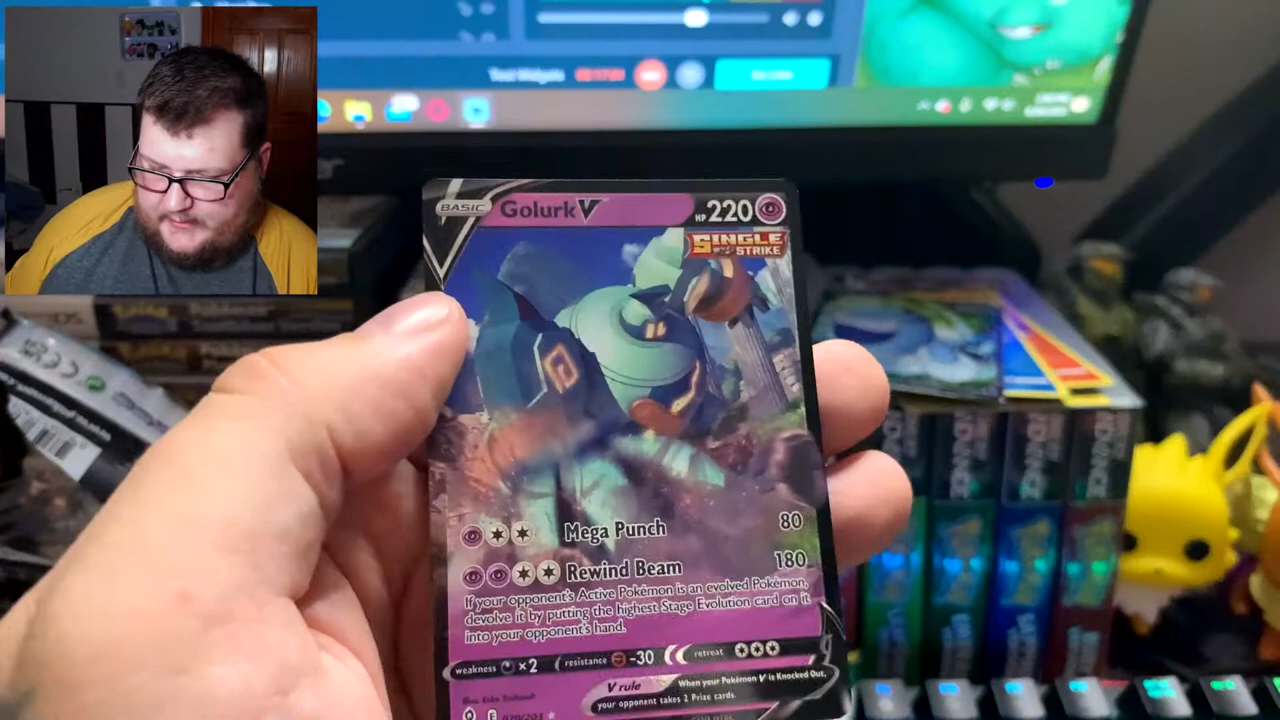 BASIC Golurk V HP 220
SINGLE STRIKE
Mega Punch 80
Rewind Beam 180
If your opponent's Active Pokémon is an evolved Pokémon,
devolve it by putting the highest Stage Evolution card on it
into your opponent's hand.
weakness ×2 resistance -30 retreat
V rule When your Pokémon V is Knocked Out,
your opponent takes 2 Prize cards.
E 070/203